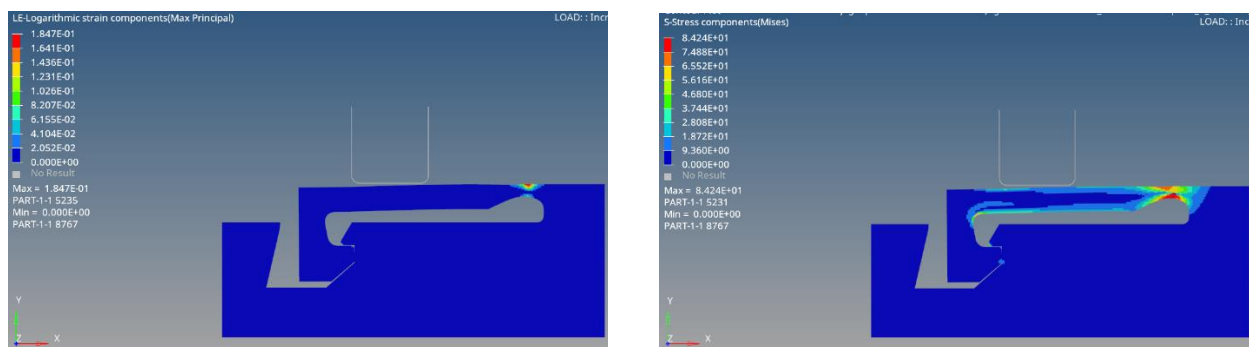 LE-Logarithmic strain components(Max Principal)
LOAD: : Incr
1.847E-01
1.641E-01
1.436E-01
1.231E-01
1.026E-01
8.207E-02
6.155E-02
4.104E-02
2.052E-02
0.000E+00
No Result
Max = 1.847E-01
PART-1-1 5235
Min = 0.000E+00
PART-1-1 8767
Y
Z X
S-Stress components(Mises)
LOAD: : Inc
8.424E+01
7.488E+01
6.552E+01
5.616E+01
4.680E+01
3.744E+01
2.808E+01
1.872E+01
9.360E+00
0.000E+00
No Result
Max = 8.424E+01
PART-1-1 5231
Min = 0.000E+00
PART-1-1 8767
Y
Z X